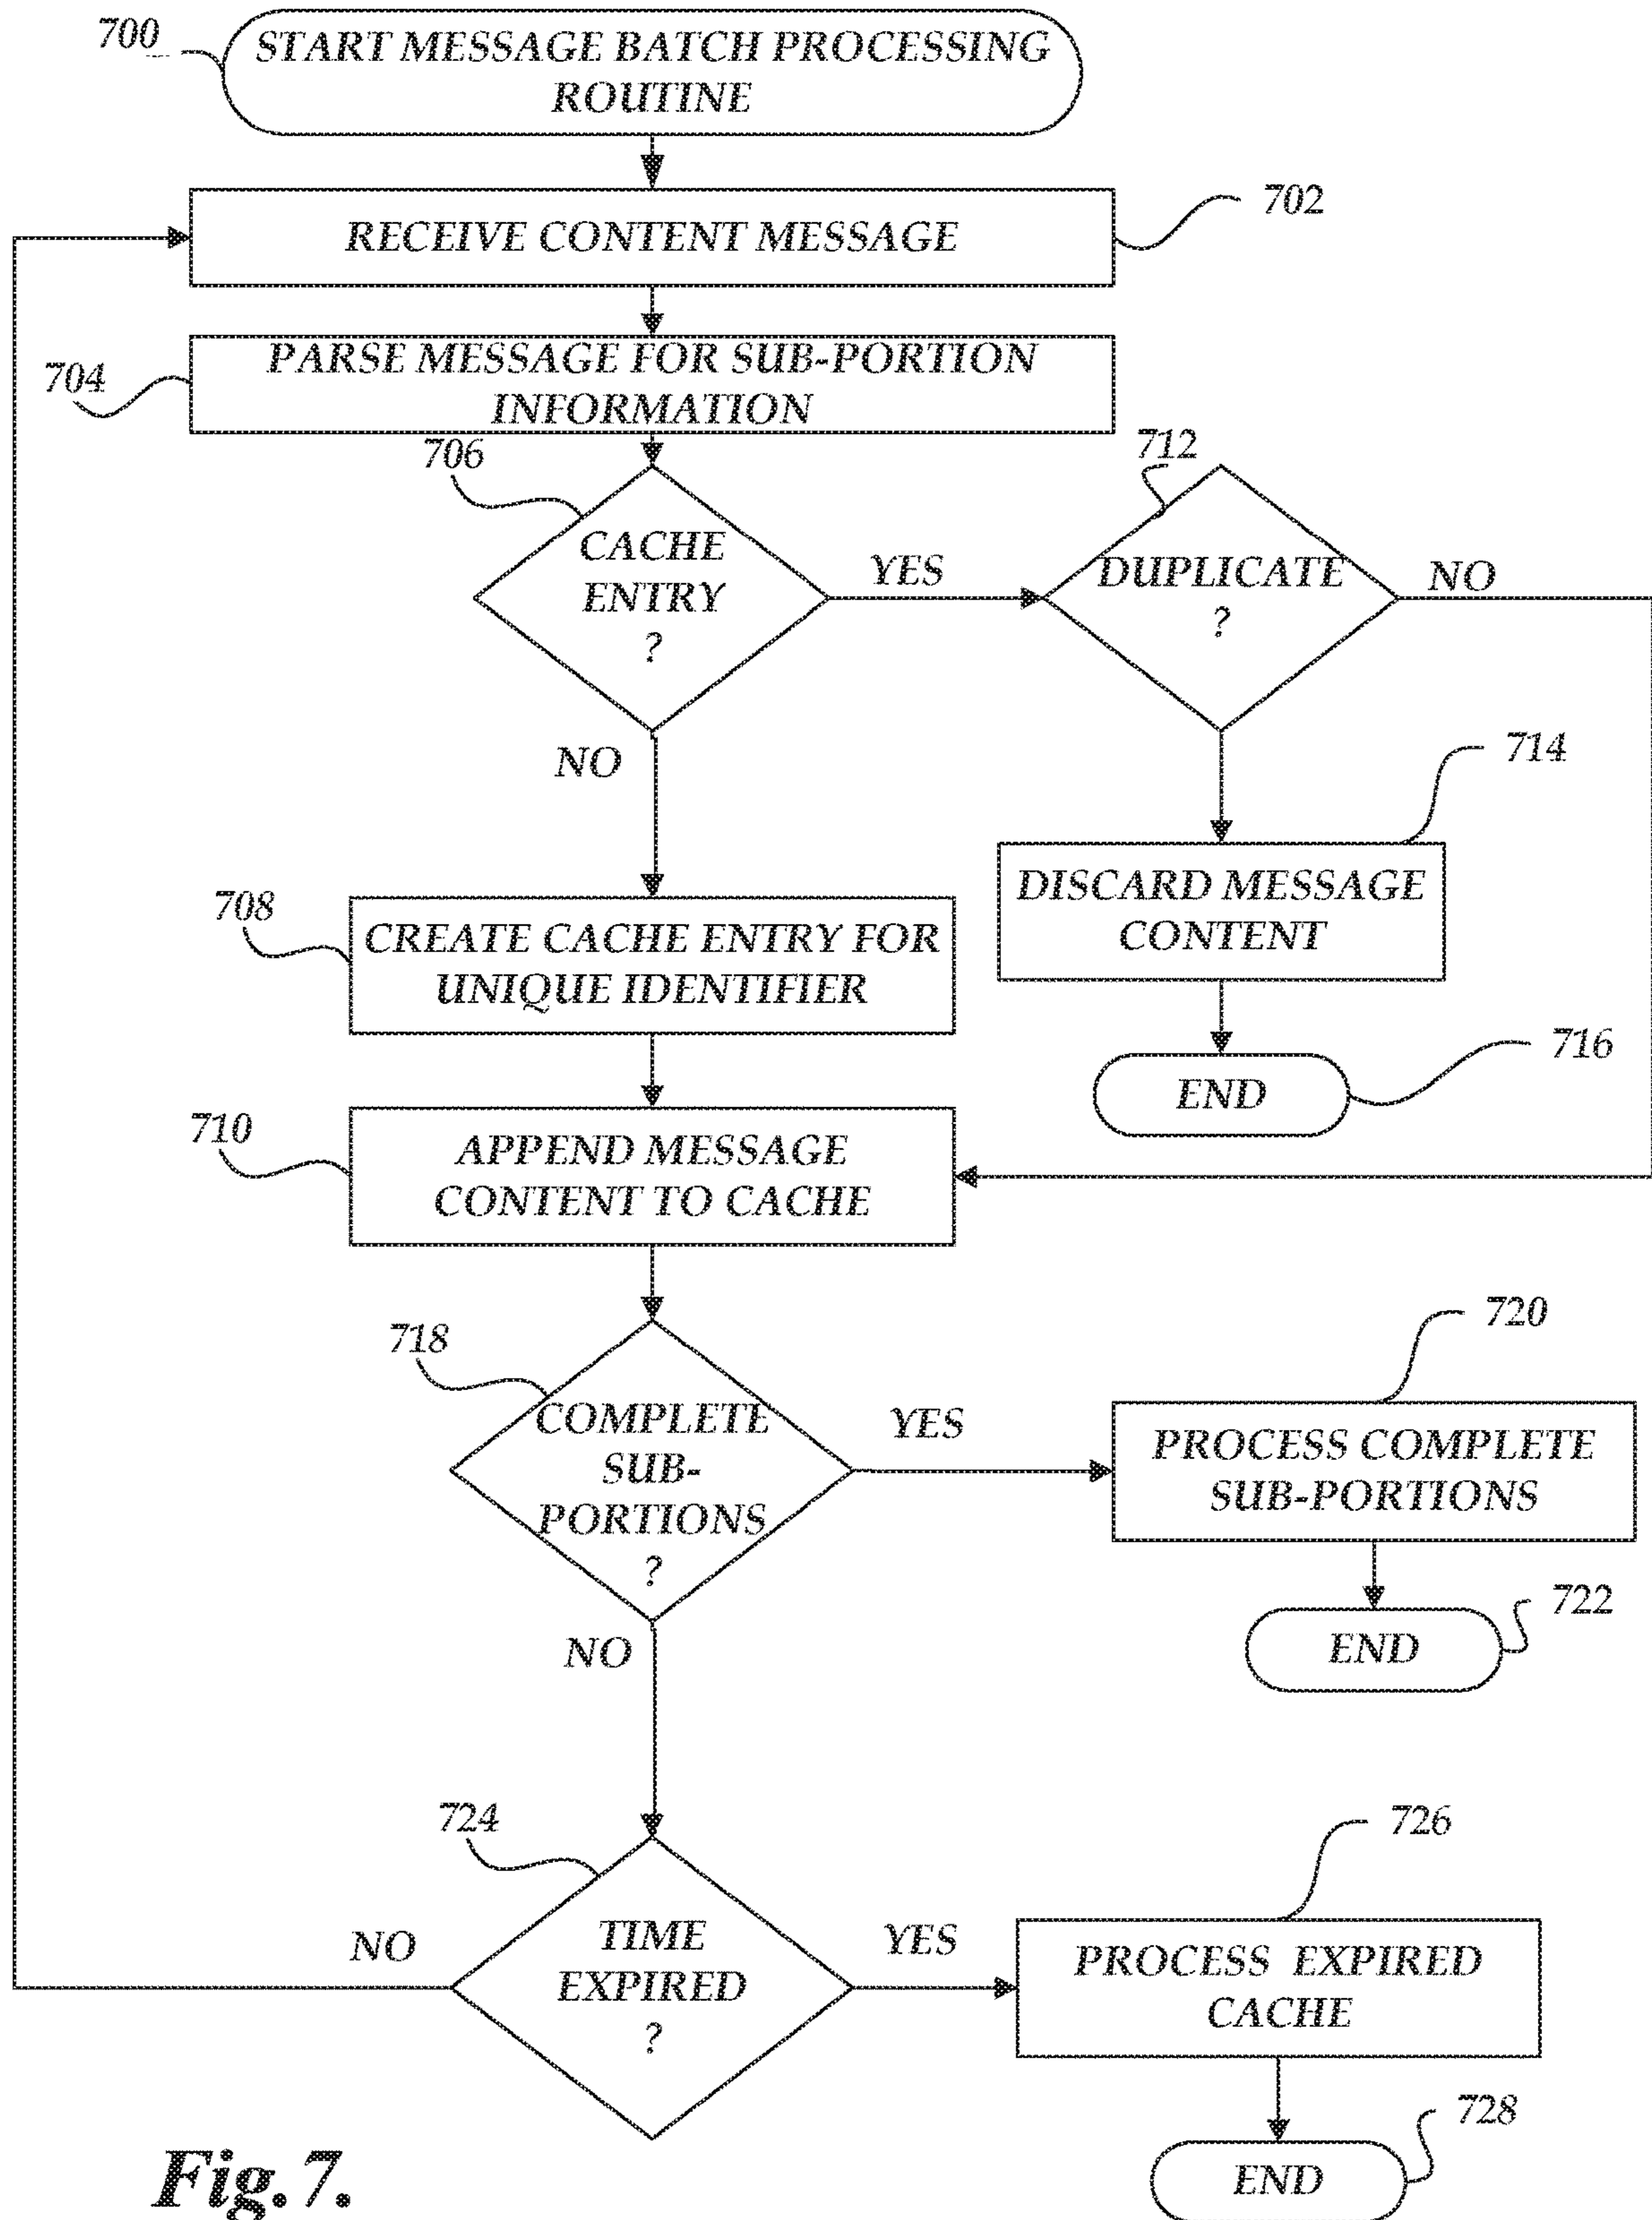 700
START MESSAGE BATCH PROCESSING
ROUTINE
702
RECEIVE CONTENT MESSAGE
704
PARSE MESSAGE FOR SUB-PORTION
INFORMATION
706
CACHE
ENTRY
?
YES
712
DUPLICATE
?
NO
NO
714
DISCARD MESSAGE
CONTENT
716
END
708
CREATE CACHE ENTRY FOR
UNIQUE IDENTIFIER
710
APPEND MESSAGE
CONTENT TO CACHE
718
COMPLETE
SUB-
PORTIONS
?
YES
720
PROCESS COMPLETE
SUB-PORTIONS
722
END
NO
724
TIME
EXPIRED
?
NO
YES
726
PROCESS EXPIRED
CACHE
728
END
Fig.7.